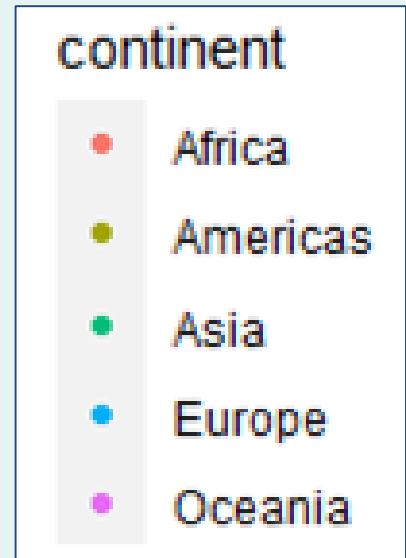 continent
Africa
Americas
Asia
Europe
Oceania